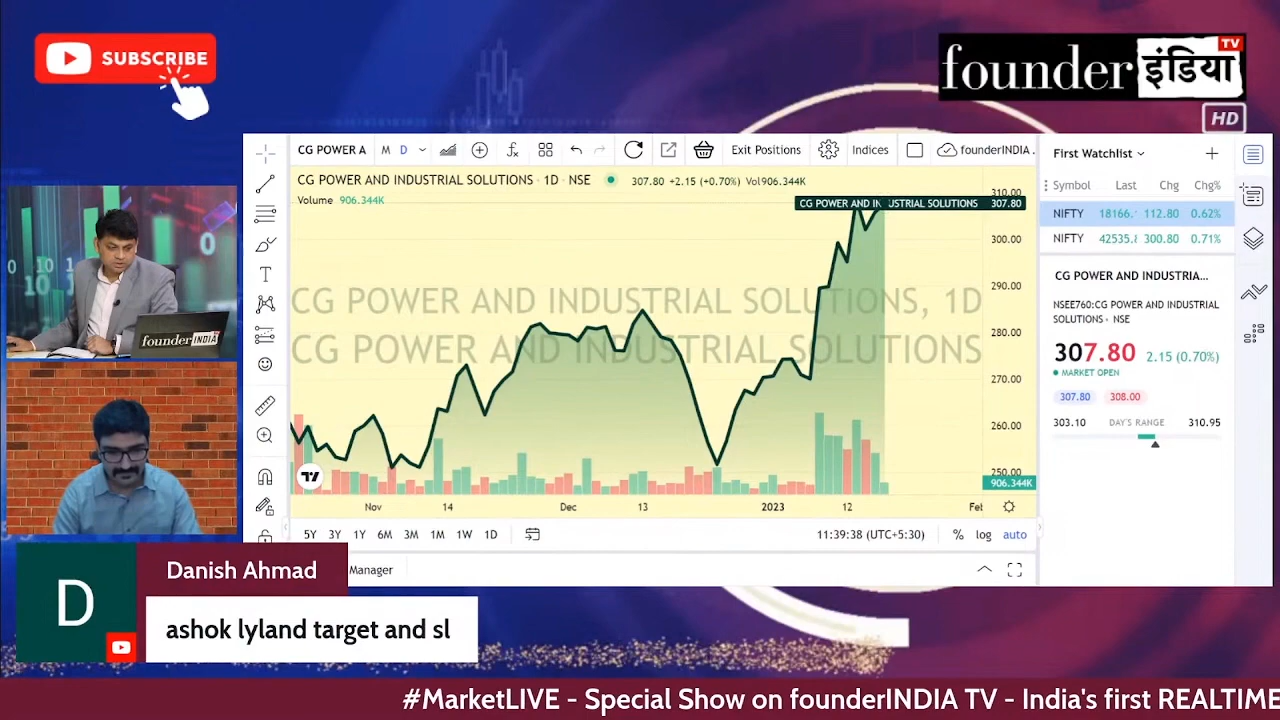 SUBSCRIBE
founder इंडिया TV
HD
CG POWER A M D Exit Positions Indices founderINDIA .
CG POWER AND INDUSTRIAL SOLUTIONS · 1D · NSE 307.80 +2.15 (+0.70%) Vol906.344K
Volume 906.344K
CG POWER AND IN USTRIAL SOLUTIONS 307.80
310.00
300.00
290.00
280.00
270.00
260.00
250.00
906.344K
CG POWER AND INDUSTRIAL SOLUTIONS, 1D
CG POWER AND INDUSTRIAL SOLUTIONS
Nov 14 Dec 13 2023 12 Feb
5Y 3Y 1Y 6M 3M 1M 1W 1D 11:39:38 (UTC+5:30) % log auto
Manager
First Watchlist
Symbol Last Chg Chg%
NIFTY 18166. 112.80 0.62%
NIFTY 42535.8 300.80 0.71%
CG POWER AND INDUSTRIA...
NSEE760:CG POWER AND INDUSTRIAL
SOLUTIONS · NSE
307.80 2.15 (0.70%)
MARKET OPEN
307.80 308.00
303.10 DAY'S RANGE 310.95
founderINDIA
D
Danish Ahmad
ashok lyland target and sl
#MarketLIVE - Special Show on founderINDIA TV - India's first REALTIME